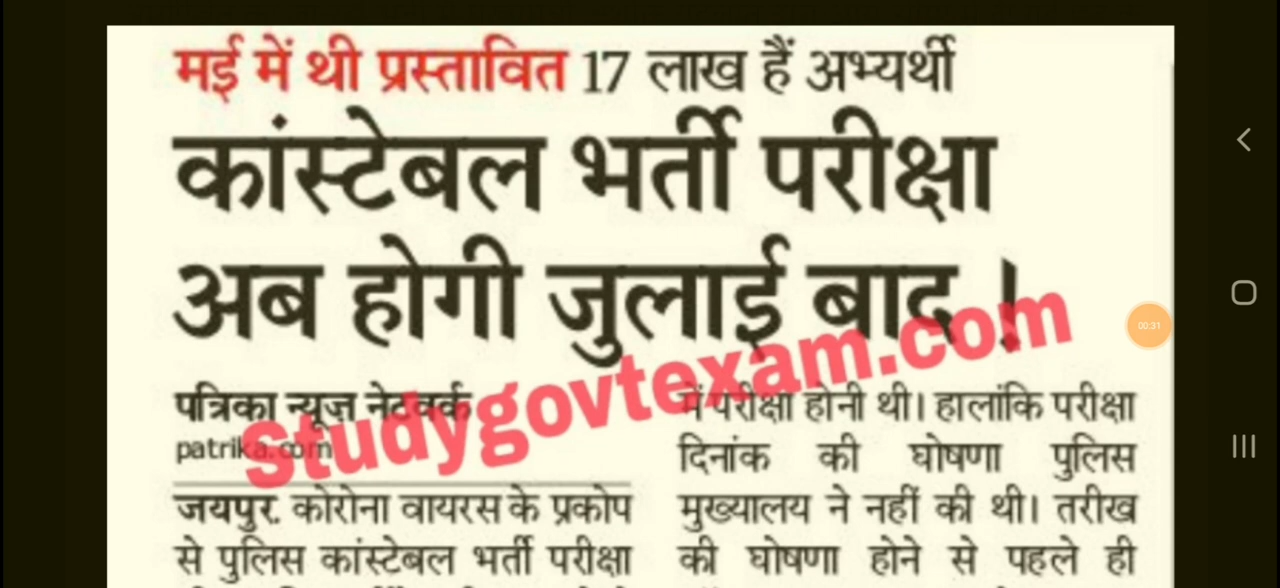 मई में थी प्रस्तावित 17 लाख हैं अभ्यर्थी
कांस्टेबल भर्ती परीक्षा
अब होगी जुलाई बाद !
studygovtexam.com
पत्रिका न्यूज़ नेटवर्क
patrika.com
जयपुर. कोरोना वायरस के प्रकोप
से पुलिस कांस्टेबल भर्ती परीक्षा
में परीक्षा होनी थी। हालांकि परीक्षा
दिनांक की घोषणा पुलिस
मुख्यालय ने नहीं की थी। तरीख
की घोषणा होने से पहले ही
00:31